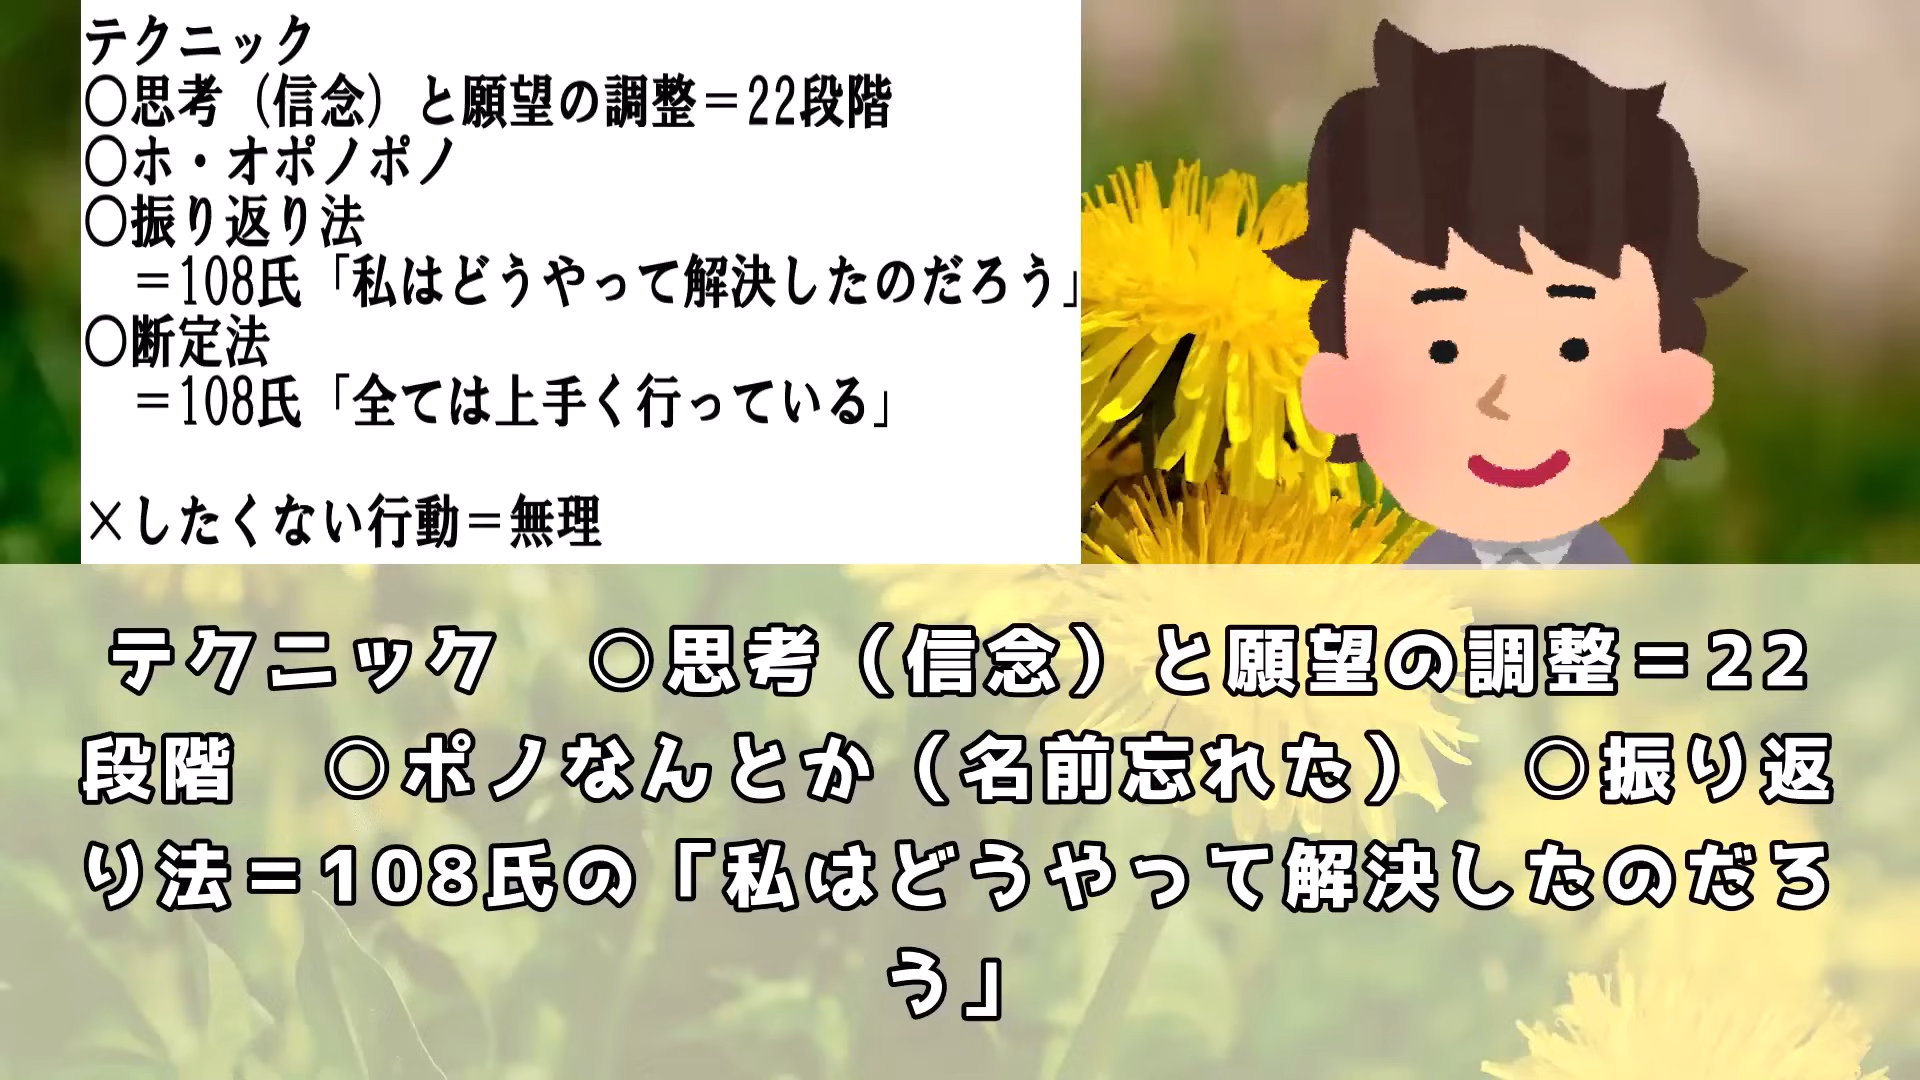 テクニック
○思考（信念）と願望の調整＝22段階
○ホ・オポノポノ
○振り返り法
＝108氏「私はどうやって解決したのだろう」
○断定法
＝108氏「全ては上手く行っている」
×したくない行動＝無理
テクニック　○思考（信念）と願望の調整＝22
段階　○ポノなんとか（名前忘れた）　○振り返
り法＝108氏の「私はどうやって解決したのだろ
う」